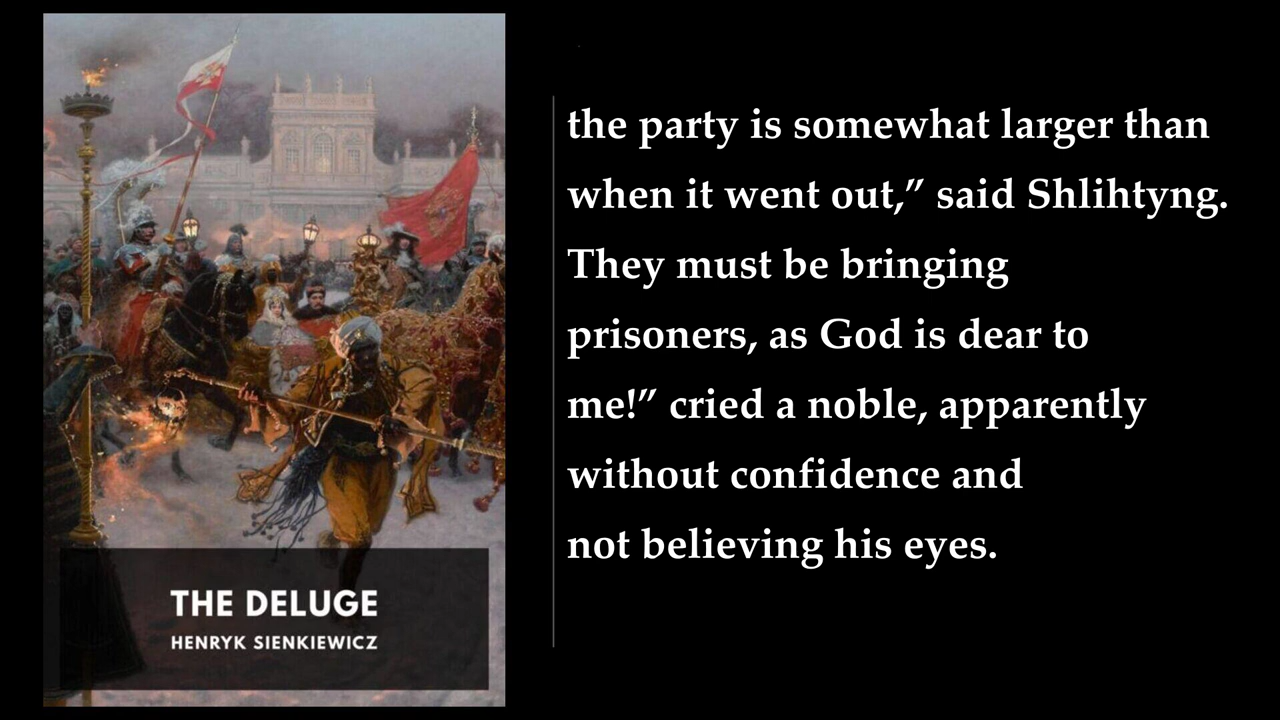 the party is somewhat larger than
when it went out,” said Shlihtyng.
They must be bringing
prisoners, as God is dear to
me!” cried a noble, apparently
without confidence and
not believing his eyes.
THE DELUGE
HENRYK SIENKIEWICZ